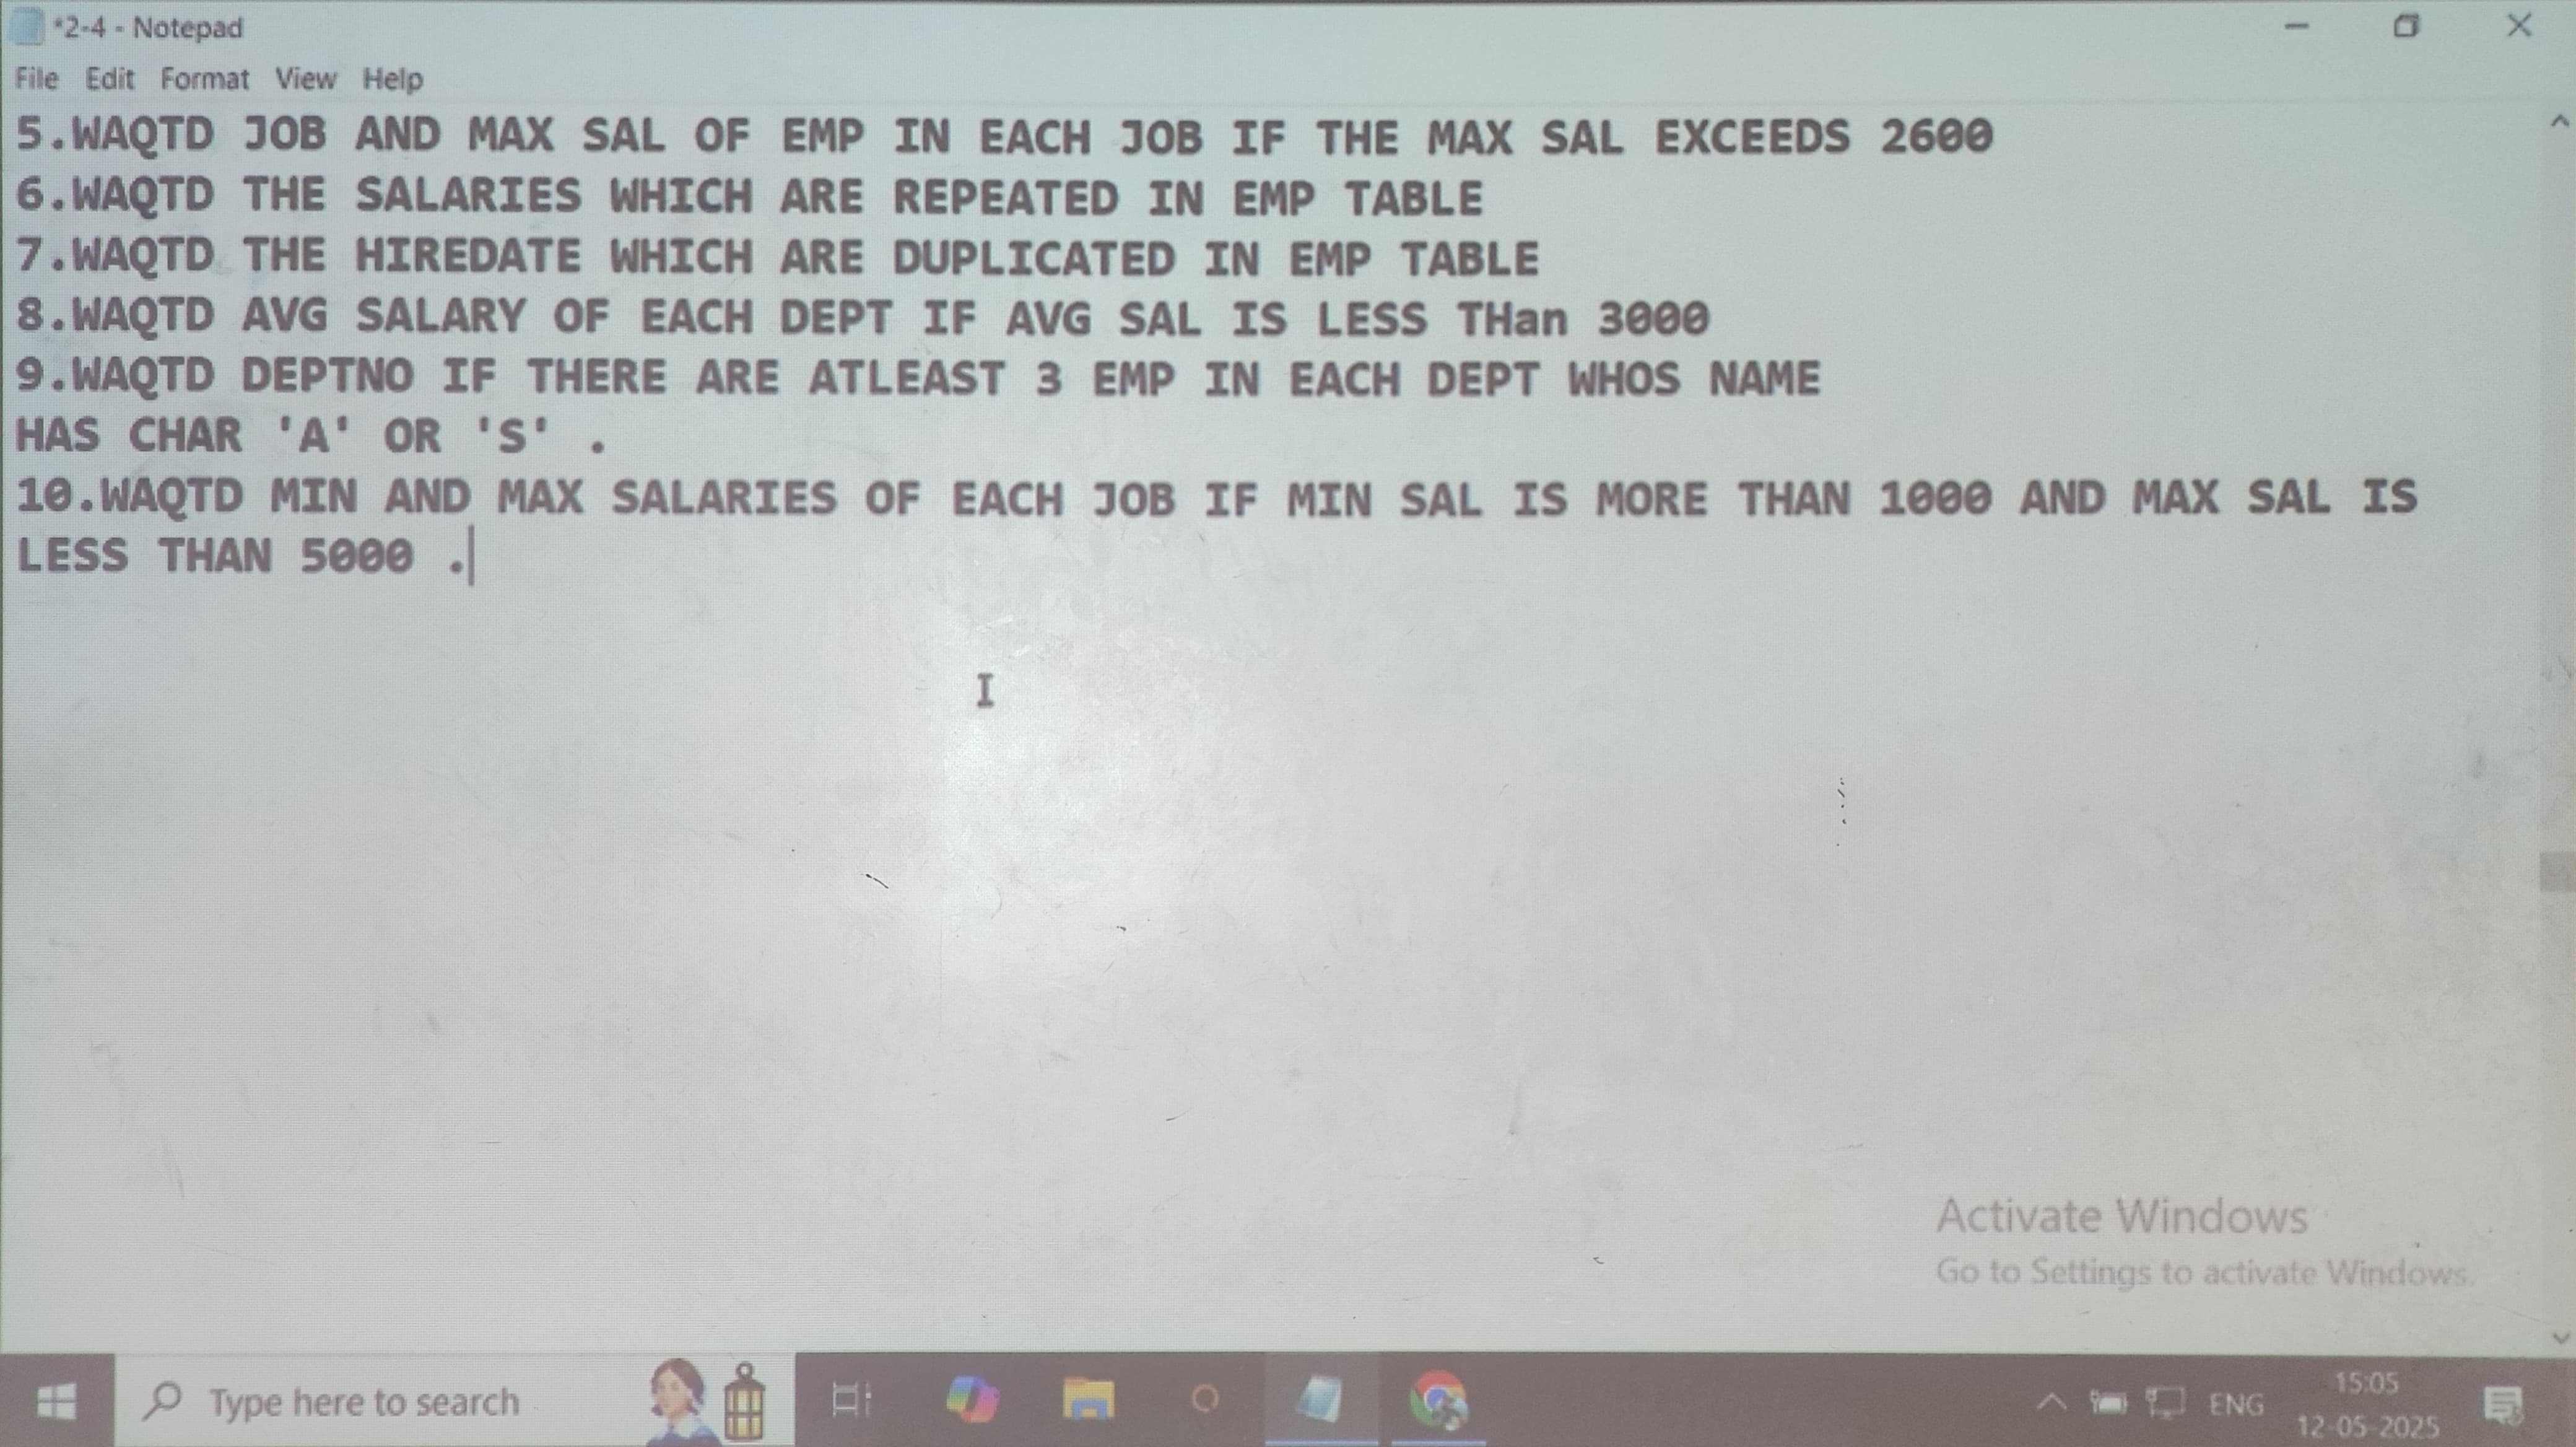 *2-4 - Notepad
File Edit Format View Help
5.WAQTD JOB AND MAX SAL OF EMP IN EACH JOB IF THE MAX SAL EXCEEDS 2600
6.WAQTD THE SALARIES WHICH ARE REPEATED IN EMP TABLE
7.WAQTD THE HIREDATE WHICH ARE DUPLICATED IN EMP TABLE
8.WAQTD AVG SALARY OF EACH DEPT IF AVG SAL IS LESS THan 3000
9.WAQTD DEPTNO IF THERE ARE ATLEAST 3 EMP IN EACH DEPT WHOS NAME
HAS CHAR 'A' OR 'S' .
10.WAQTD MIN AND MAX SALARIES OF EACH JOB IF MIN SAL IS MORE THAN 1000 AND MAX SAL IS
LESS THAN 5000 .
Activate Windows
Go to Settings to activate Windows.
Type here to search
ENG
15:05
12-05-2025